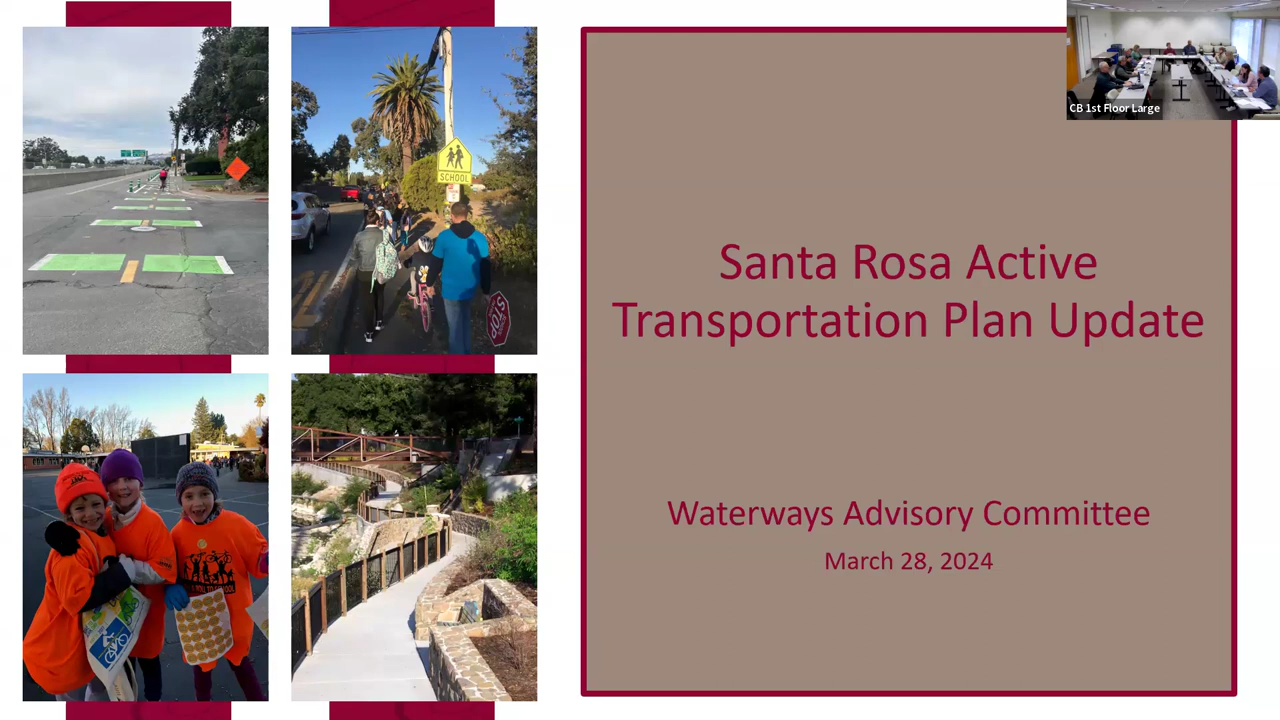 CB 1st Floor Large
SCHOOL
STOP
Santa Rosa Active
Transportation Plan Update
Waterways Advisory Committee
March 28, 2024